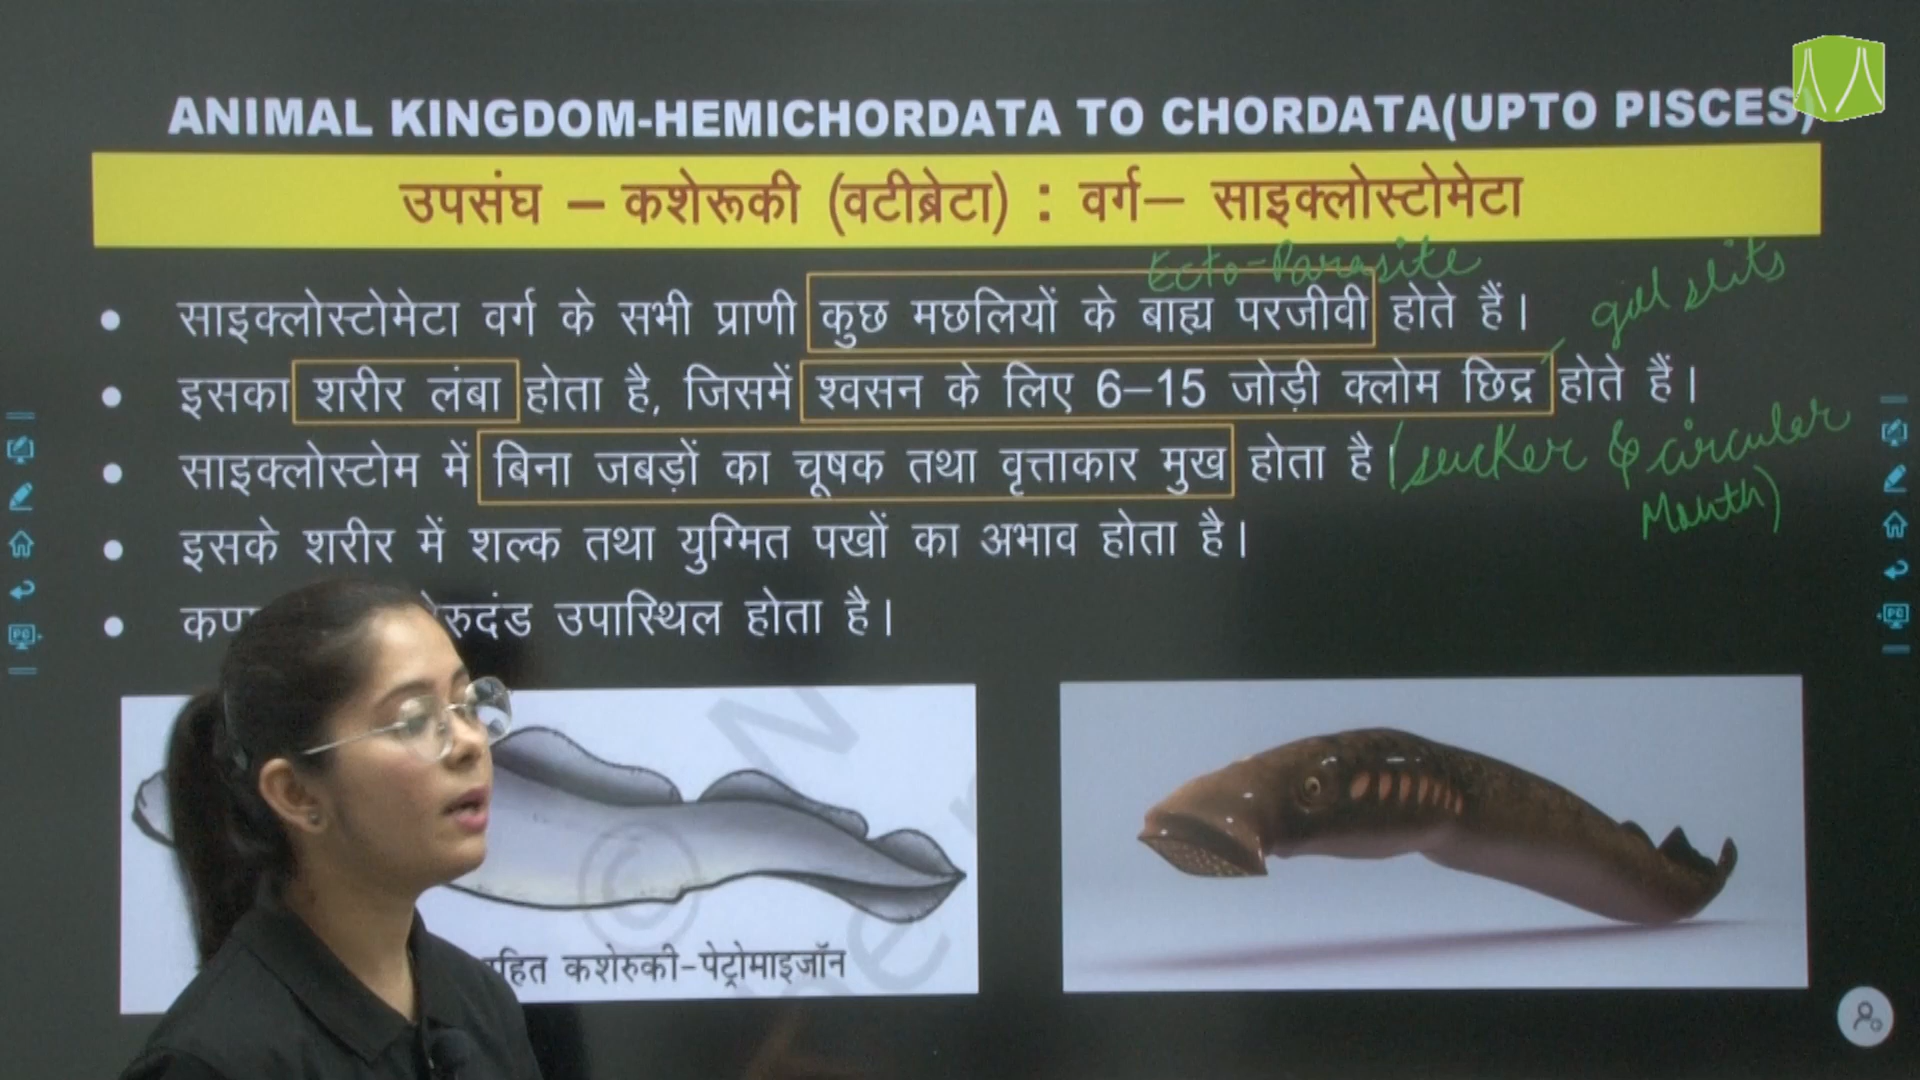 ANIMAL KINGDOM-HEMICHORDATA TO CHORDATA(UPTO PISCES)
उपसंघ – कशेरूकी (वर्टीब्रेटा) : वर्ग– साइक्लोस्टोमेटा
Ecto-Parasite
• साइक्लोस्टोमेटा वर्ग के सभी प्राणी कुछ मछलियों के बाह्य परजीवी होते हैं।
gill slits
• इसका शरीर लंबा होता है, जिसमें श्वसन के लिए 6–15 जोड़ी क्लोम छिद्र होते हैं।
• साइक्लोस्टोम में बिना जबड़ों का चूषक तथा वृत्ताकार मुख होता है।
(sucker & circular
Mouth)
• इसके शरीर में शल्क तथा युग्मित पखों का अभाव होता है।
• उपास्थिल होता है।
कशेरुकी-पेट्रोमाइजॉन